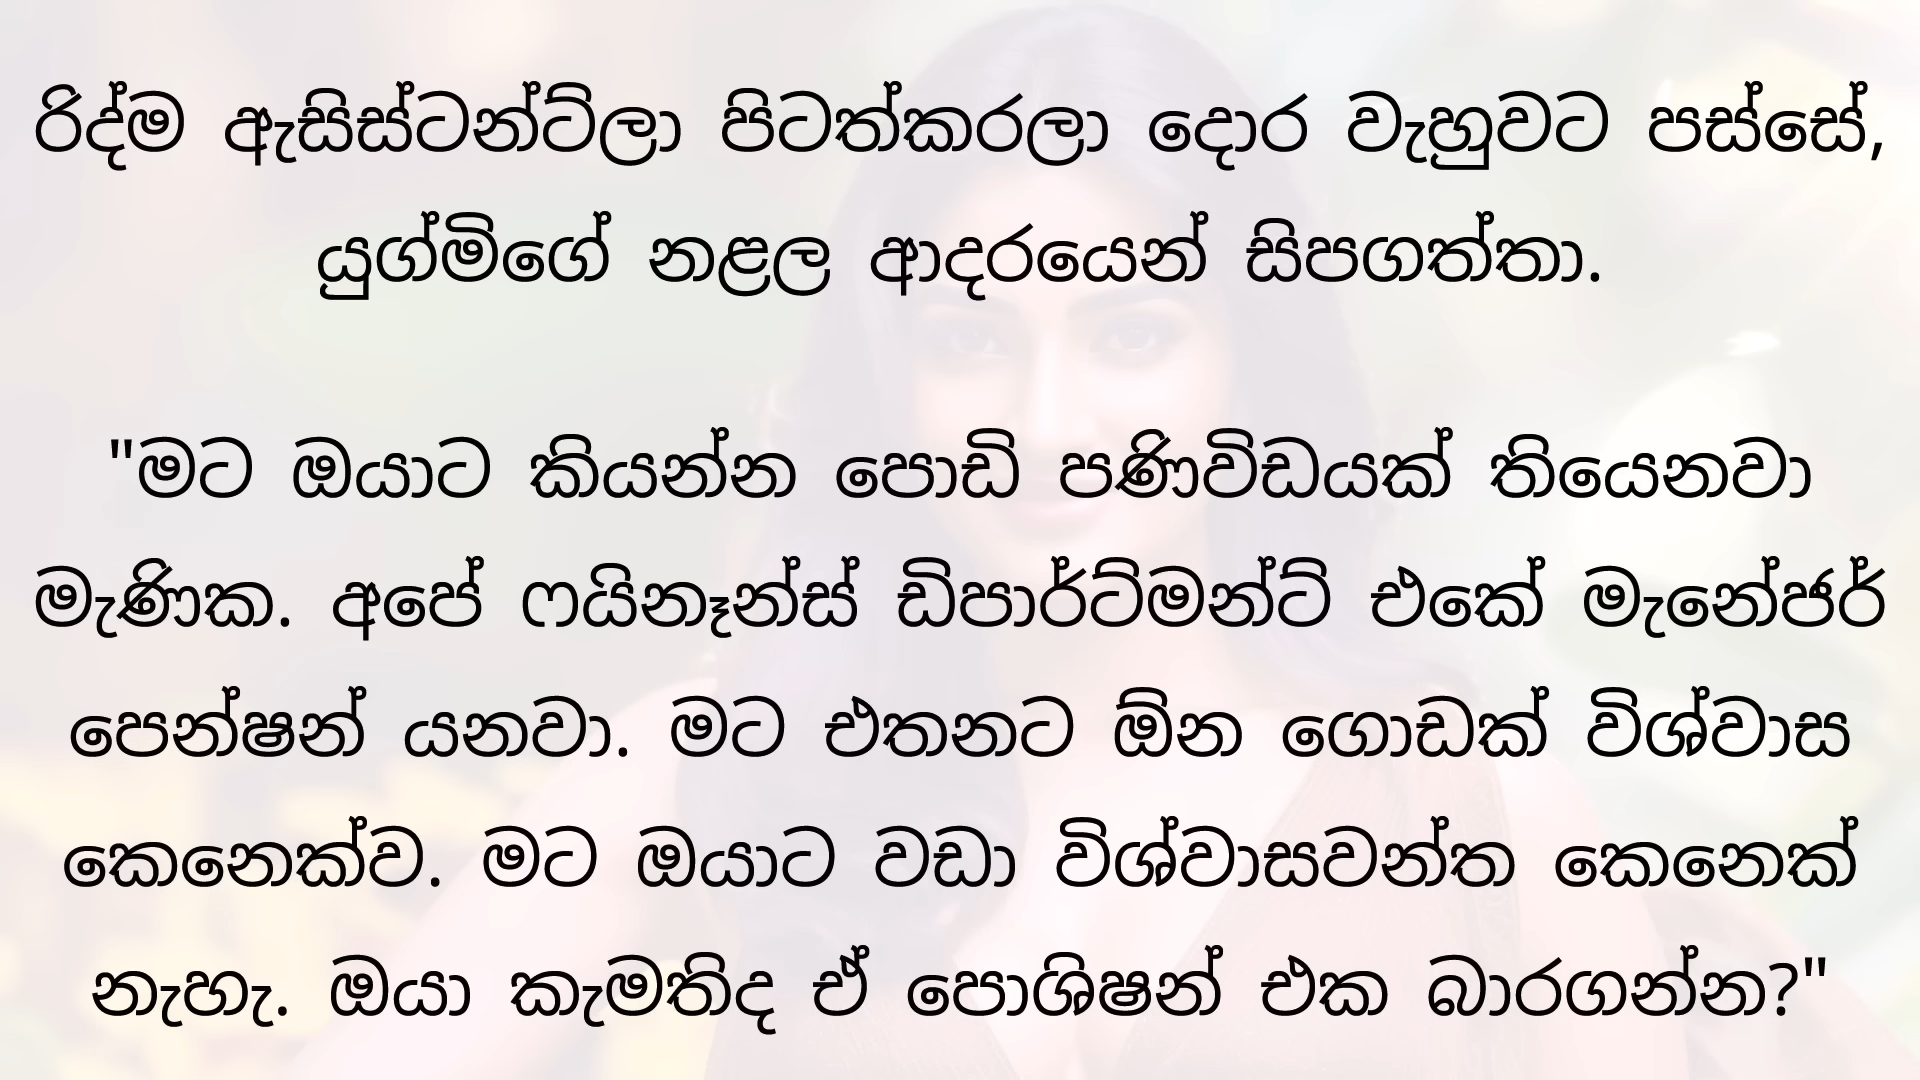 රිද්ම ඇසිස්ටන්ට්ලා පිටත්කරලා දොර වැහුවට පස්සේ,
යුග්මිගේ නළල ආදරයෙන් සිපගත්තා.
"මට ඔයාට කියන්න පොඩි පණිවිඩයක් තියෙනවා
මැණික. අපේ ෆයිනෑන්ස් ඩිපාර්ට්මන්ට් එකේ මැනේජර්
පෙන්ෂන් යනවා. මට එතනට ඕන ගොඩක් විශ්වාස
කෙනෙක්ව. මට ඔයාට වඩා විශ්වාසවන්ත කෙනෙක්
නැහැ. ඔයා කැමතිද ඒ පොශිෂන් එක බාරගන්න?"